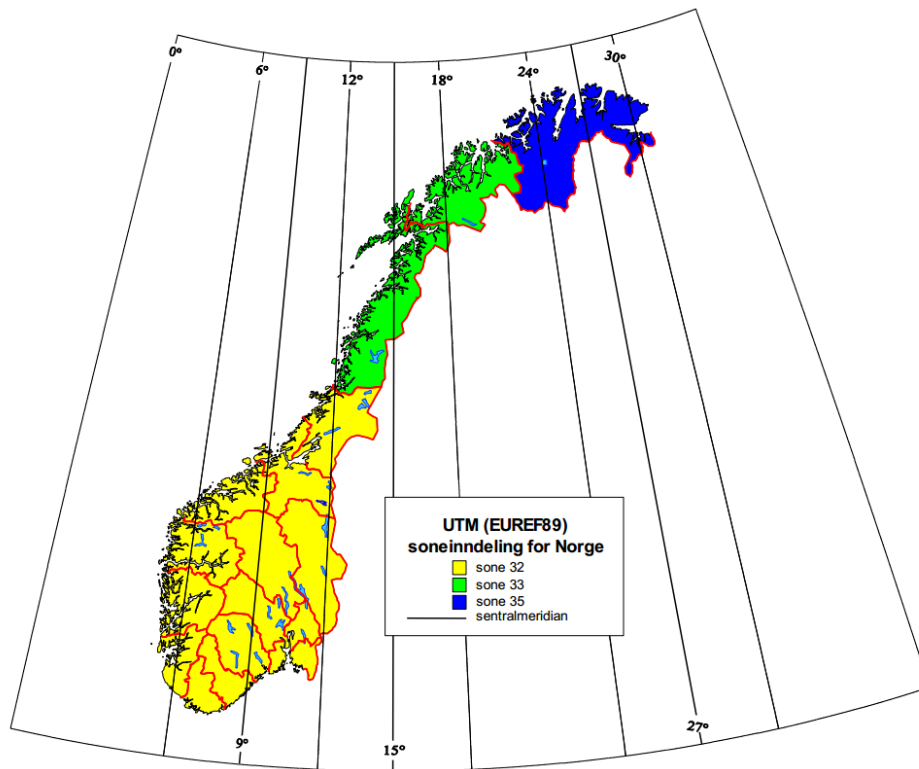 0°
6°
12°
18°
24°
30°
UTM (EUREF89)
soneinndeling for Norge
sone 32
sone 33
sone 35
sentralmeridian
9°
15°
27°